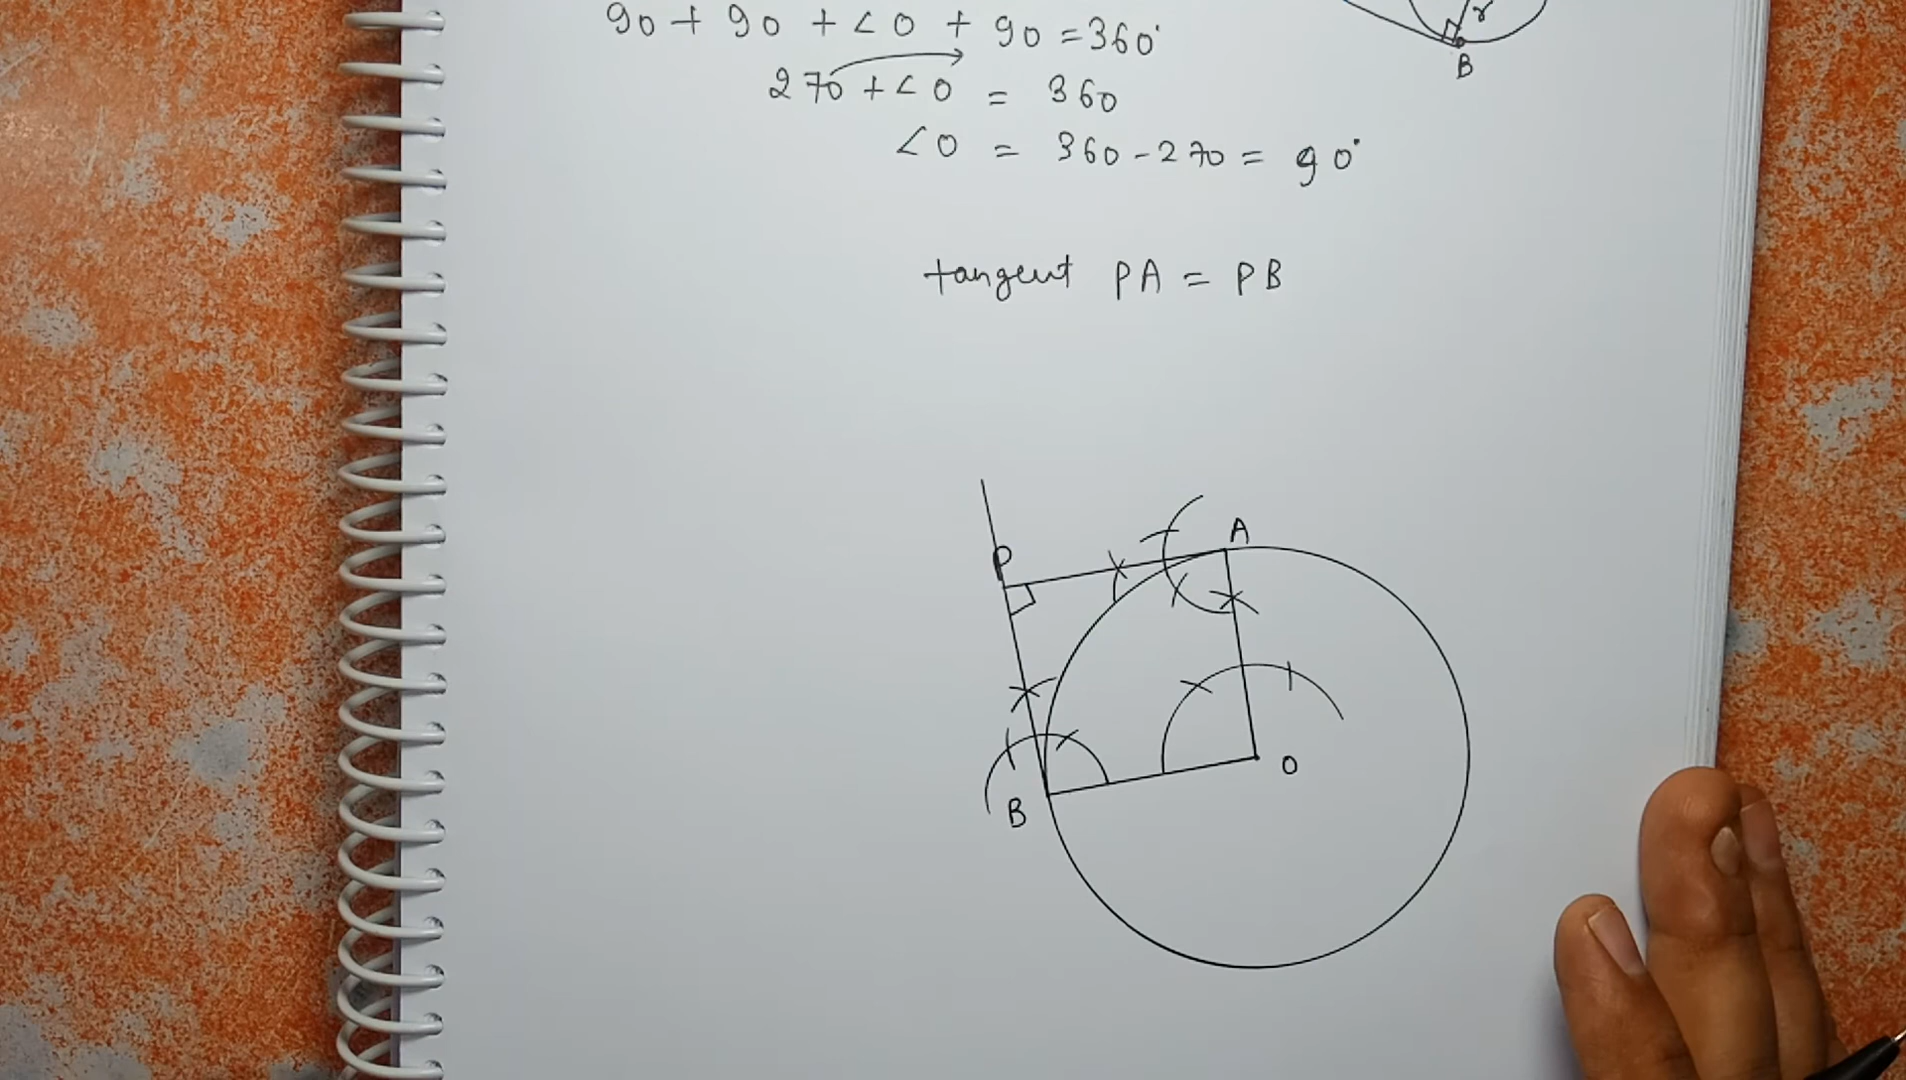 90 + 90 + ∠O + 90 = 360°
270 + ∠O = 360
∠O = 360 - 270 = 90°
r
B
tangent PA = PB
A
P
O
B